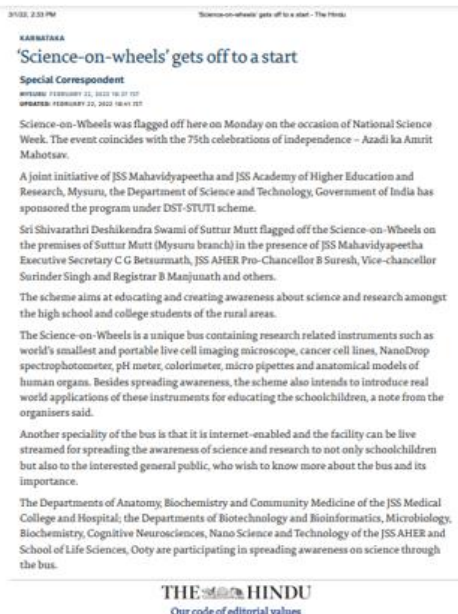 3/1/22, 2:33 PM 'Science-on-wheels' gets off to a start - The Hindu
KARNATAKA
'Science-on-wheels' gets off to a start
Special Correspondent
MYSURU FEBRUARY 22, 2022 18:37 IST
UPDATED: FEBRUARY 22, 2022 18:41 IST
Science-on-Wheels was flagged off here on Monday on the occasion of National Science
Week. The event coincides with the 75th celebrations of independence – Azadi ka Amrit
Mahotsav.
A joint initiative of JSS Mahavidyapeetha and JSS Academy of Higher Education and
Research, Mysuru, the Department of Science and Technology, Government of India has
sponsored the program under DST-STUTI scheme.
Sri Shivarathri Deshikendra Swami of Suttur Mutt flagged off the Science-on-Wheels on
the premises of Suttur Mutt (Mysuru branch) in the presence of JSS Mahavidyapeetha
Executive Secretary C G Betsurmath, JSS AHER Pro-Chancellor B Suresh, Vice-chancellor
Surinder Singh and Registrar B Manjunath and others.
The scheme aims at educating and creating awareness about science and research amongst
the high school and college students of the rural areas.
The Science-on-Wheels is a unique bus containing research related instruments such as
world's smallest and portable live cell imaging microscope, cancer cell lines, NanoDrop
spectrophotometer, pH meter, colorimeter, micro pipettes and anatomical models of
human organs. Besides spreading awareness, the scheme also intends to introduce real
world applications of these instruments for educating the schoolchildren, a note from the
organisers said.
Another speciality of the bus is that it is internet-enabled and the facility can be live
streamed for spreading the awareness of science and research to not only schoolchildren
but also to the interested general public, who wish to know more about the bus and its
importance.
The Departments of Anatomy, Biochemistry and Community Medicine of the JSS Medical
College and Hospital; the Departments of Biotechnology and Bioinformatics, Microbiology,
Biochemistry, Cognitive Neurosciences, Nano Science and Technology of the JSS AHER and
School of Life Sciences, Ooty are participating in spreading awareness on science through
the bus.
THE HINDU
Our code of editorial values